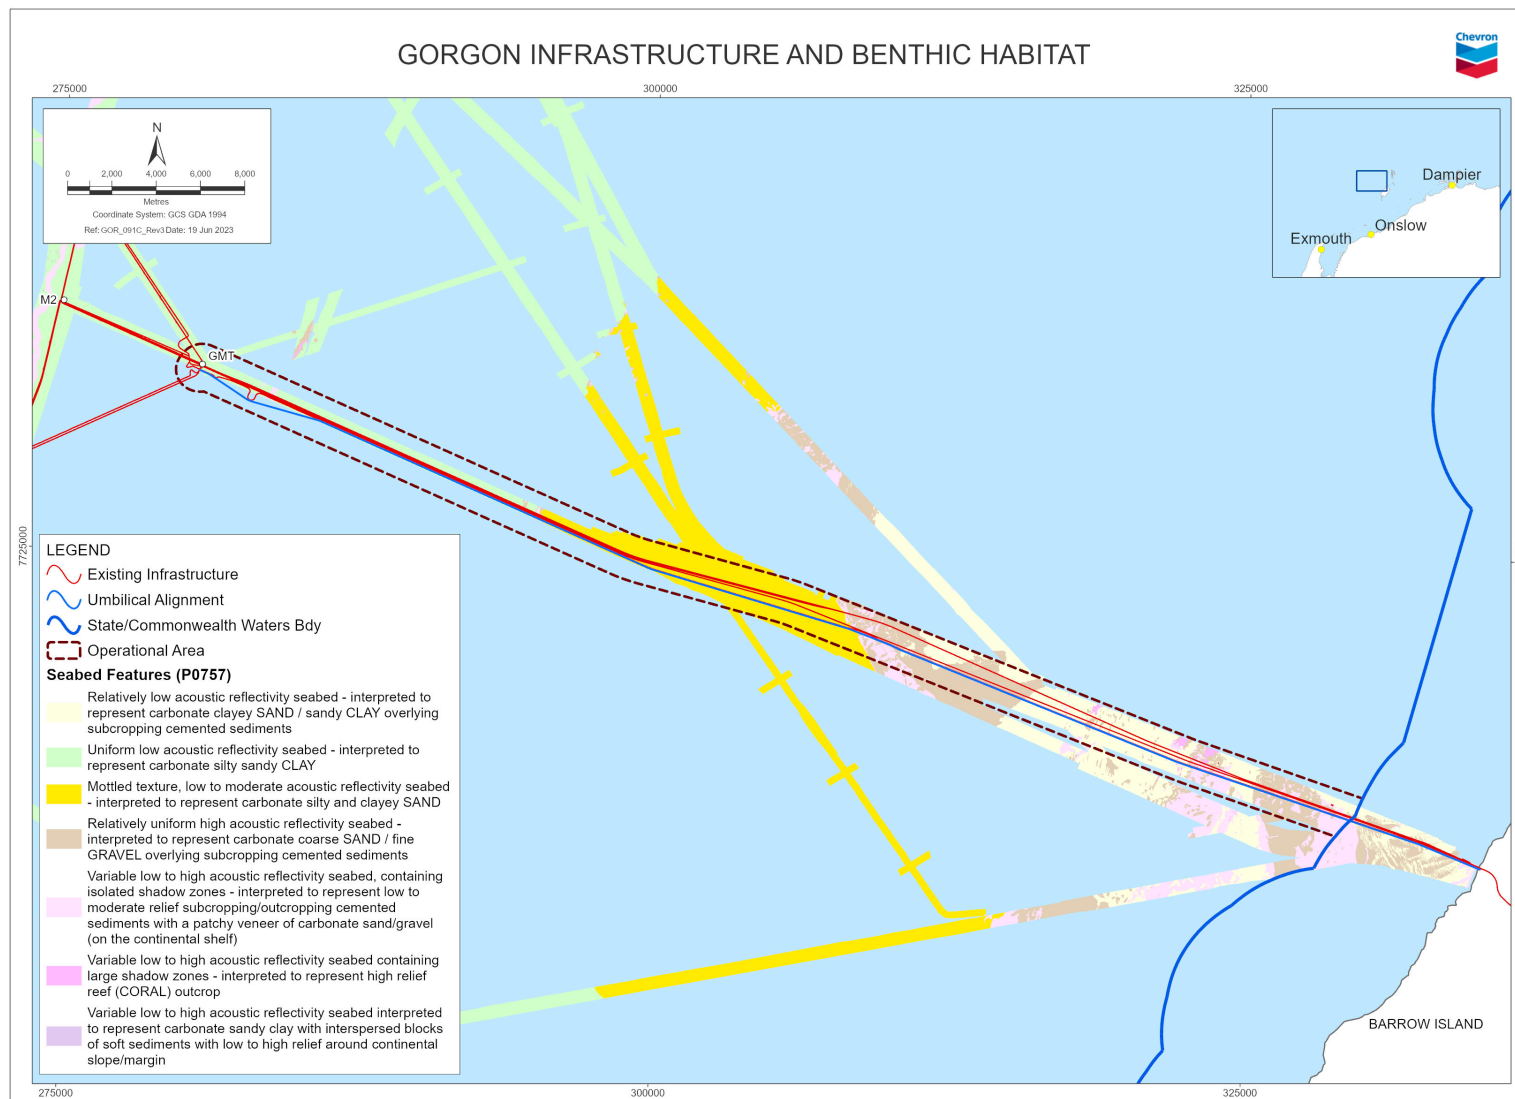 GORGON INFRASTRUCTURE AND BENTHIC HABITAT
Chevron
275000
300000
325000
N
0 2,000 4,000 6,000 8,000
Metres
Coordinate System: GCS GDA 1994
Ref: GOR_091C_Rev3 Date: 19 Jun 2023
Dampier
Onslow
Exmouth
M2
GMT
7725000
LEGEND
Existing Infrastructure
Umbilical Alignment
State/Commonwealth Waters Bdy
Operational Area
Seabed Features (P0757)
Relatively low acoustic reflectivity seabed - interpreted to
represent carbonate clayey SAND / sandy CLAY overlying
subcropping cemented sediments
Uniform low acoustic reflectivity seabed - interpreted to
represent carbonate silty sandy CLAY
Mottled texture, low to moderate acoustic reflectivity seabed
- interpreted to represent carbonate silty and clayey SAND
Relatively uniform high acoustic reflectivity seabed -
interpreted to represent carbonate coarse SAND / fine
GRAVEL overlying subcropping cemented sediments
Variable low to high acoustic reflectivity seabed, containing
isolated shadow zones - interpreted to represent low to
moderate relief subcropping/outcropping cemented
sediments with a patchy veneer of carbonate sand/gravel
(on the continental shelf)
Variable low to high acoustic reflectivity seabed containing
large shadow zones - interpreted to represent high relief
reef (CORAL) outcrop
Variable low to high acoustic reflectivity seabed interpreted
to represent carbonate sandy clay with interspersed blocks
of soft sediments with low to high relief around continental
slope/margin
BARROW ISLAND
275000
300000
325000